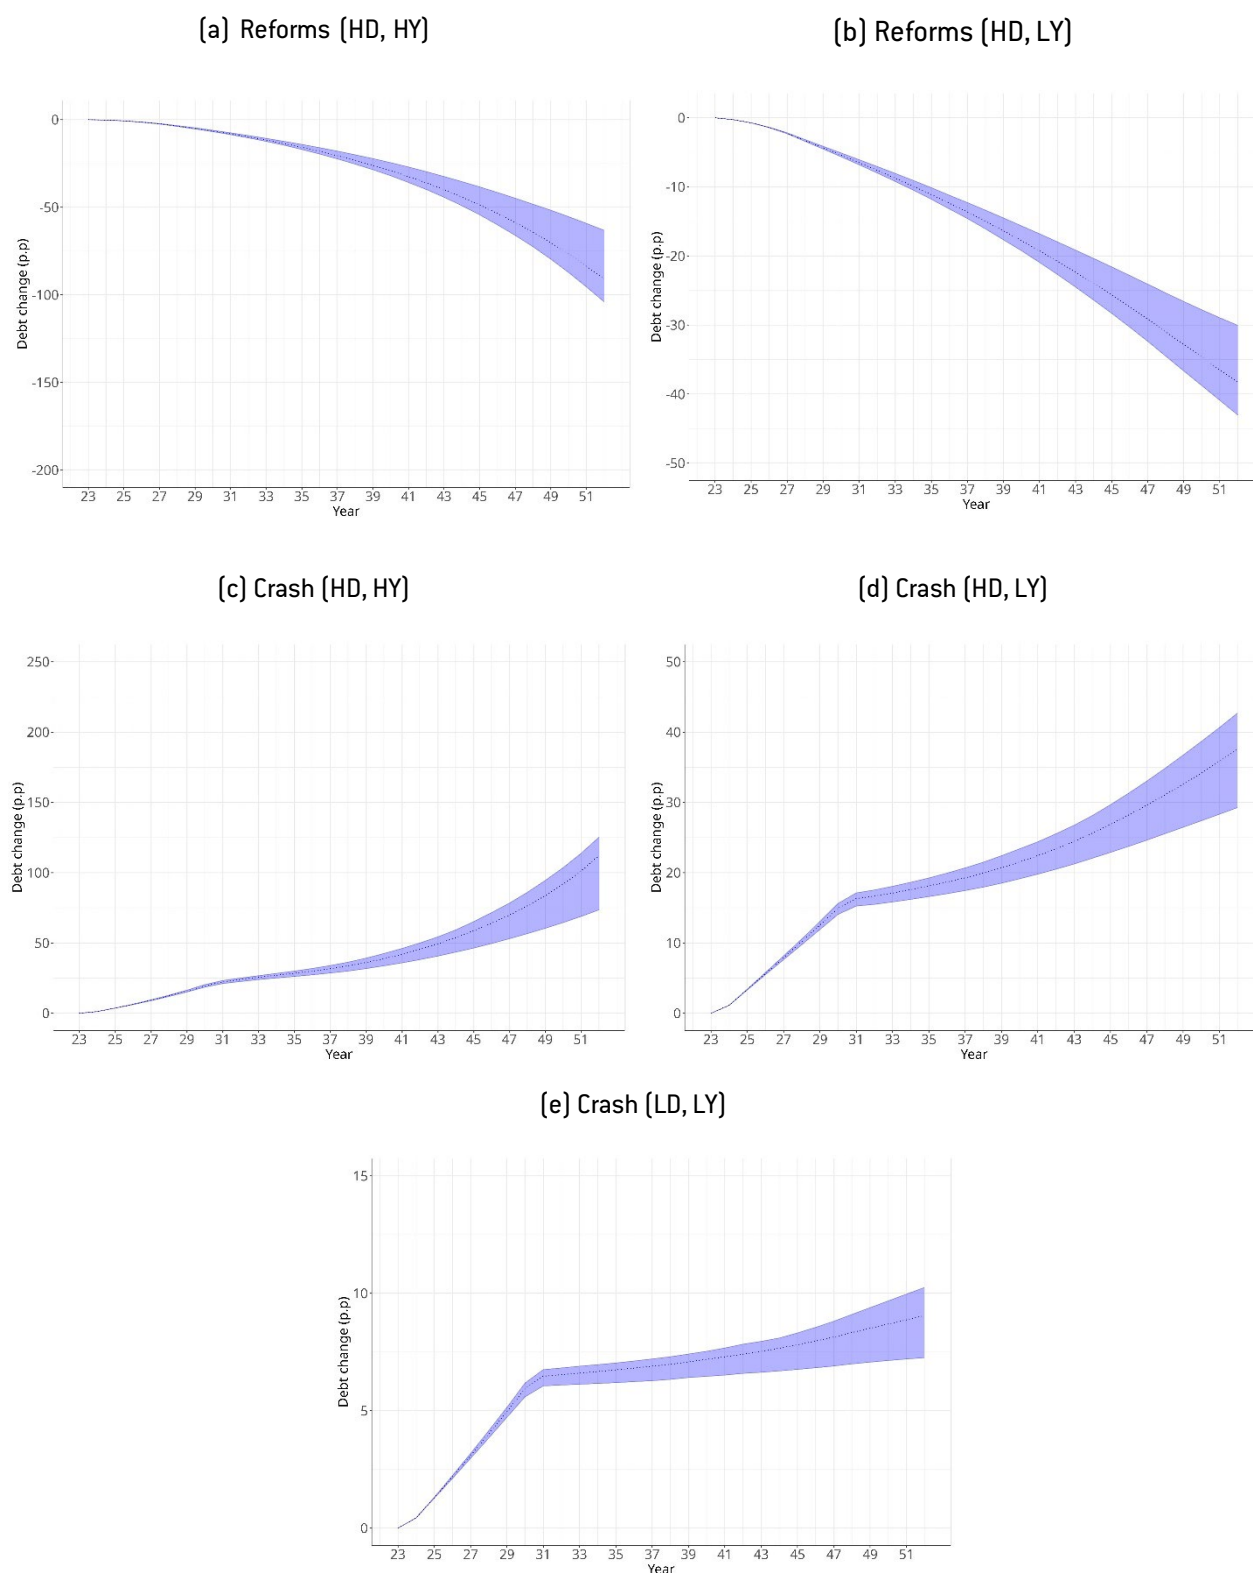 (a) Reforms (HD, HY)
(b) Reforms (HD, LY)
Debt change (p.p)
0
-50
-100
-150
-200
23 25 27 29 31 33 35 37 39 41 43 45 47 49 51
Year
Debt change (p.p)
0
-10
-20
-30
-40
-50
23 25 27 29 31 33 35 37 39 41 43 45 47 49 51
Year
(c) Crash (HD, HY)
(d) Crash (HD, LY)
Debt change (p.p)
250
200
150
100
50
0
23 25 27 29 31 33 35 37 39 41 43 45 47 49 51
Year
Debt change (p.p)
50
40
30
20
10
0
23 25 27 29 31 33 35 37 39 41 43 45 47 49 51
Year
(e) Crash (LD, LY)
Debt change (p.p)
15
10
5
0
23 25 27 29 31 33 35 37 39 41 43 45 47 49 51
Year